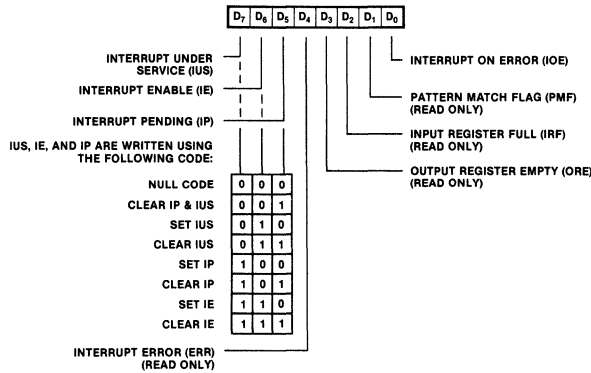 D7 D6 D5 D4 D3 D2 D1 D0
INTERRUPT UNDER
SERVICE (IUS)
INTERRUPT ENABLE (IE)
INTERRUPT PENDING (IP)
IUS, IE, AND IP ARE WRITTEN USING
THE FOLLOWING CODE:
NULL CODE 0 0 0
CLEAR IP & IUS 0 0 1
SET IUS 0 1 0
CLEAR IUS 0 1 1
SET IP 1 0 0
CLEAR IP 1 0 1
SET IE 1 1 0
CLEAR IE 1 1 1
INTERRUPT ERROR (ERR)
(READ ONLY)
INTERRUPT ON ERROR (IOE)
PATTERN MATCH FLAG (PMF)
(READ ONLY)
INPUT REGISTER FULL (IRF)
(READ ONLY)
OUTPUT REGISTER EMPTY (ORE)
(READ ONLY)